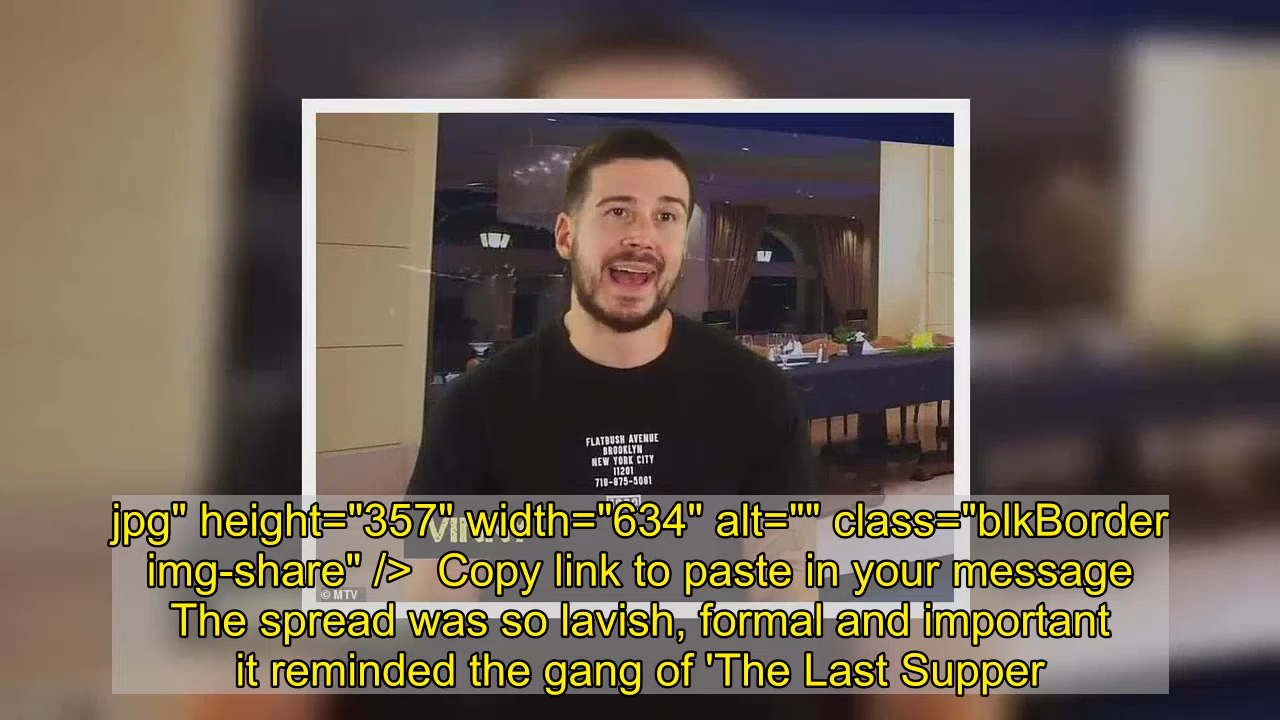 FLATBUSH AVENUE
BROOKLYN
NEW YORK CITY
11201
718-875-5081
jpg" height="357" width="634" alt="" class="blkBorder
img-share" />  Copy link to paste in your message
© MTV
The spread was so lavish, formal and important
it reminded the gang of 'The Last Supper